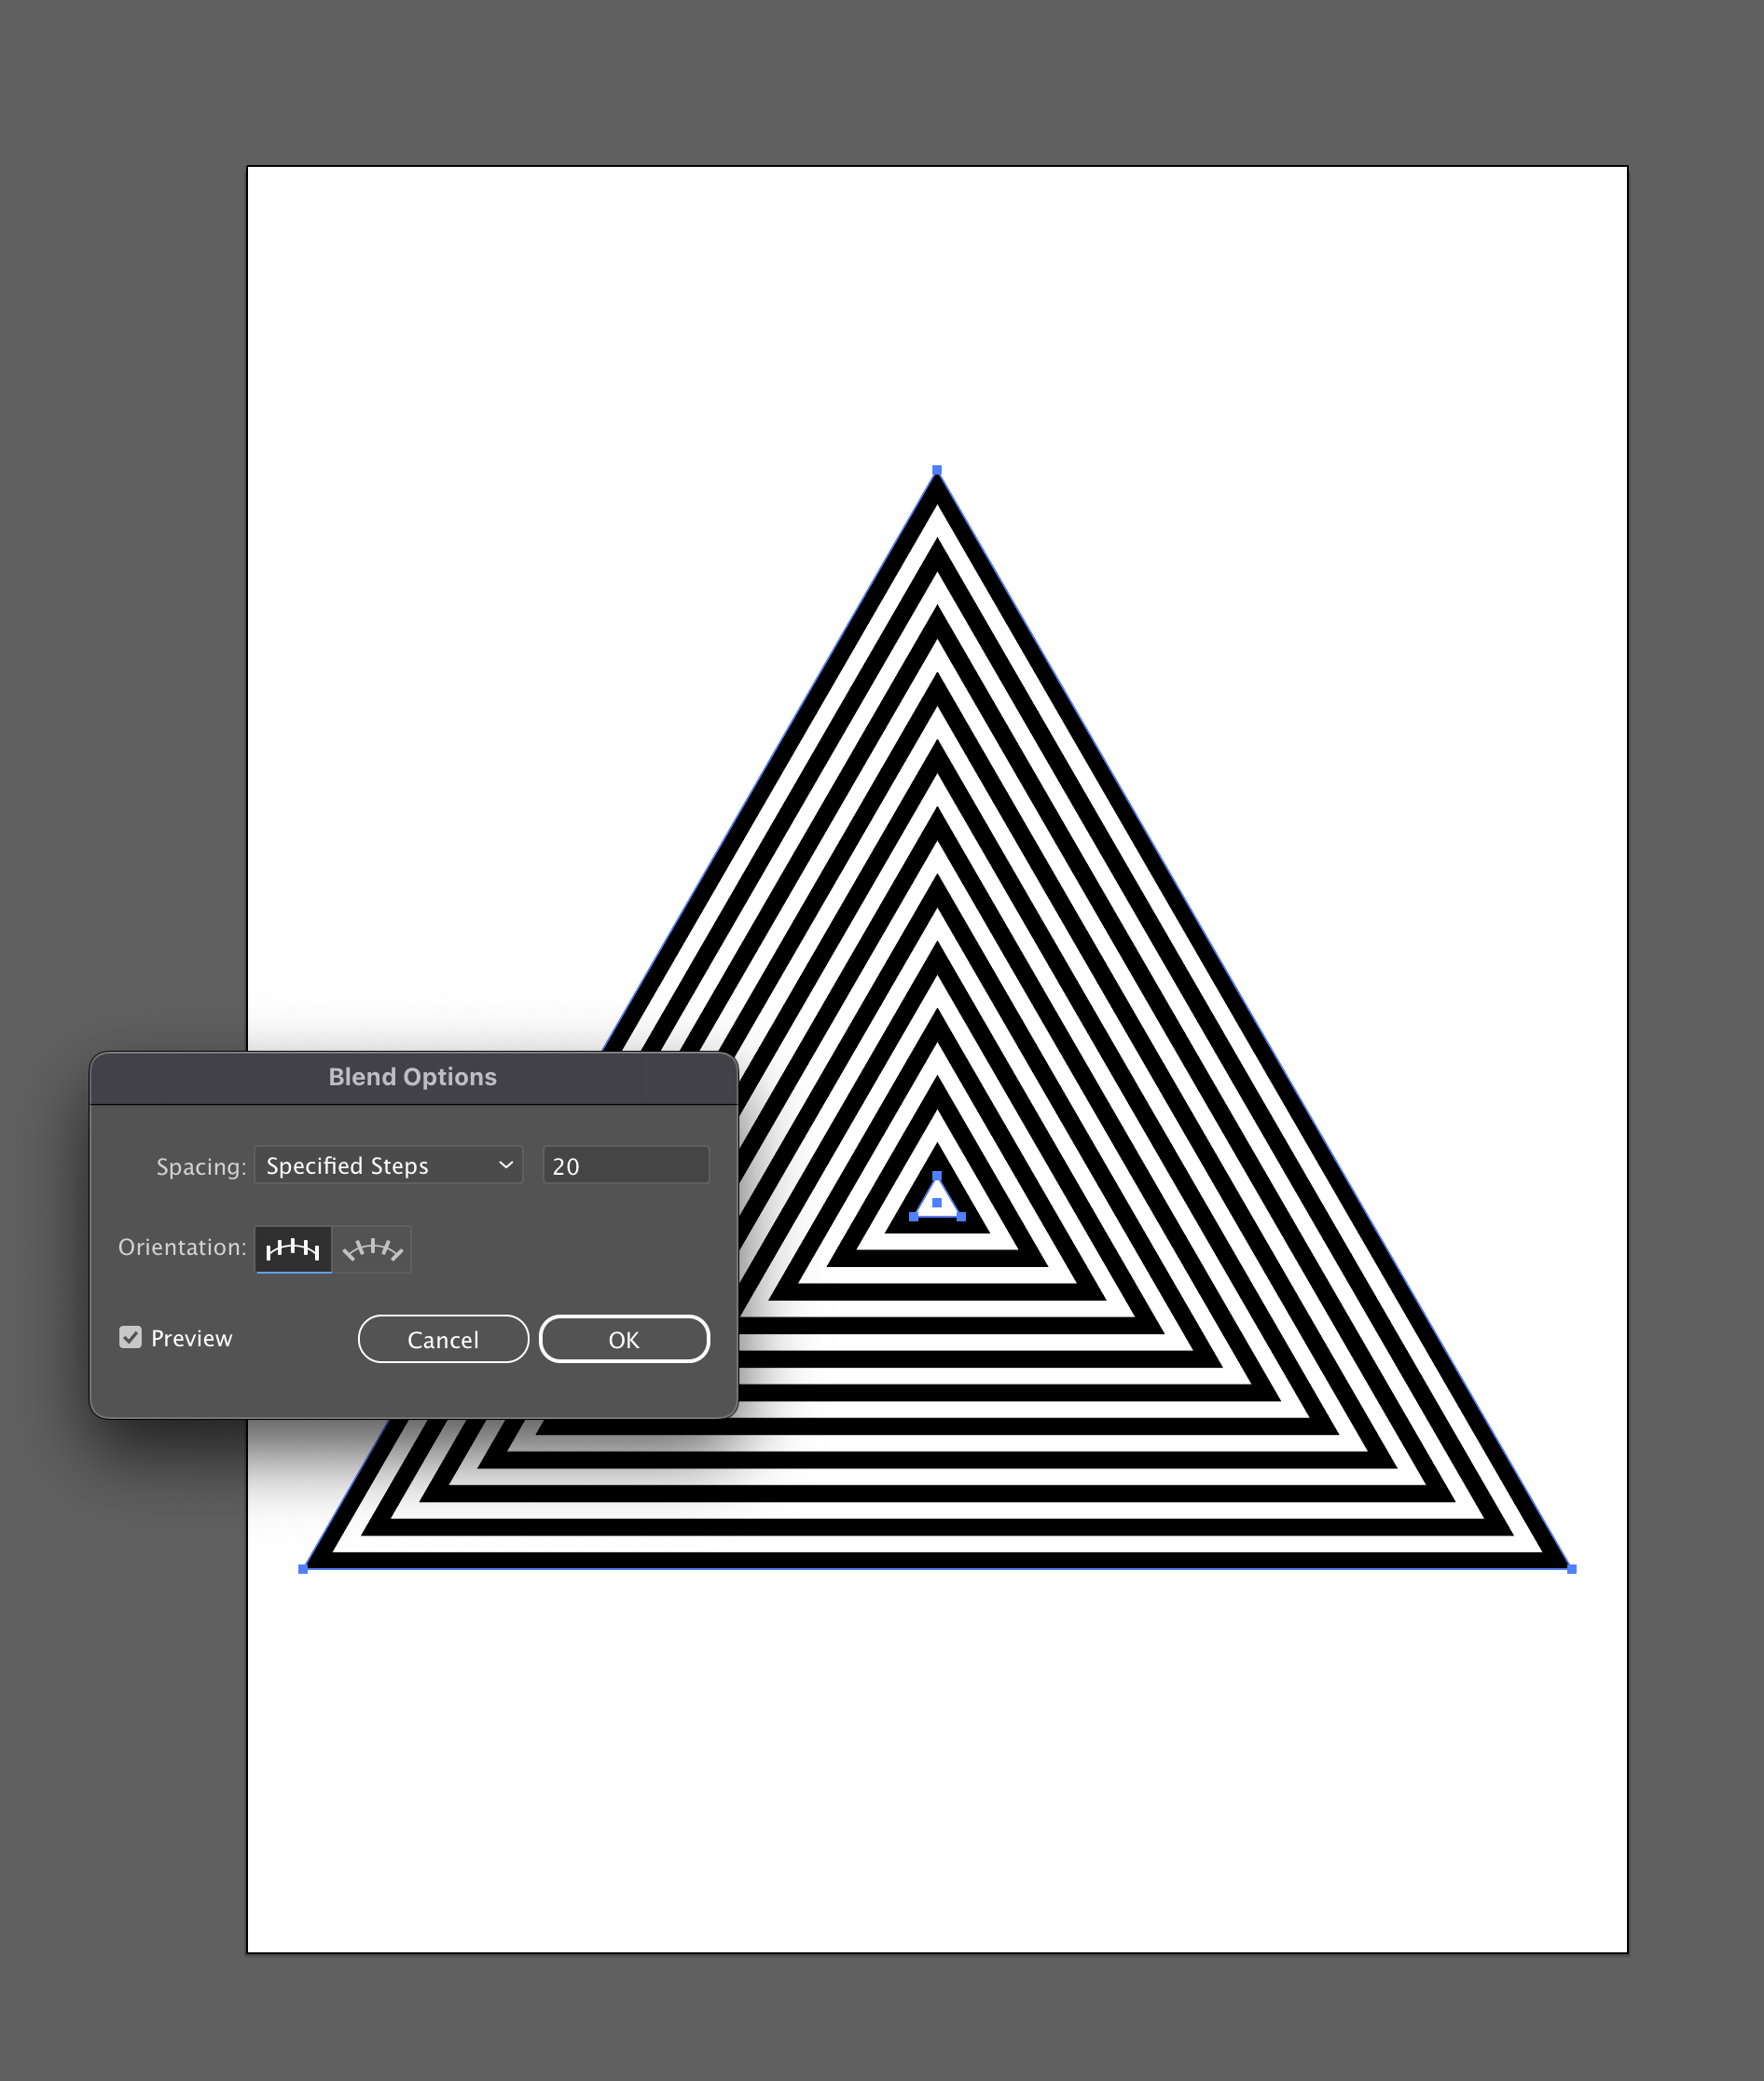 Blend Options
Spacing: Specified Steps 20
Orientation:
Preview Cancel OK